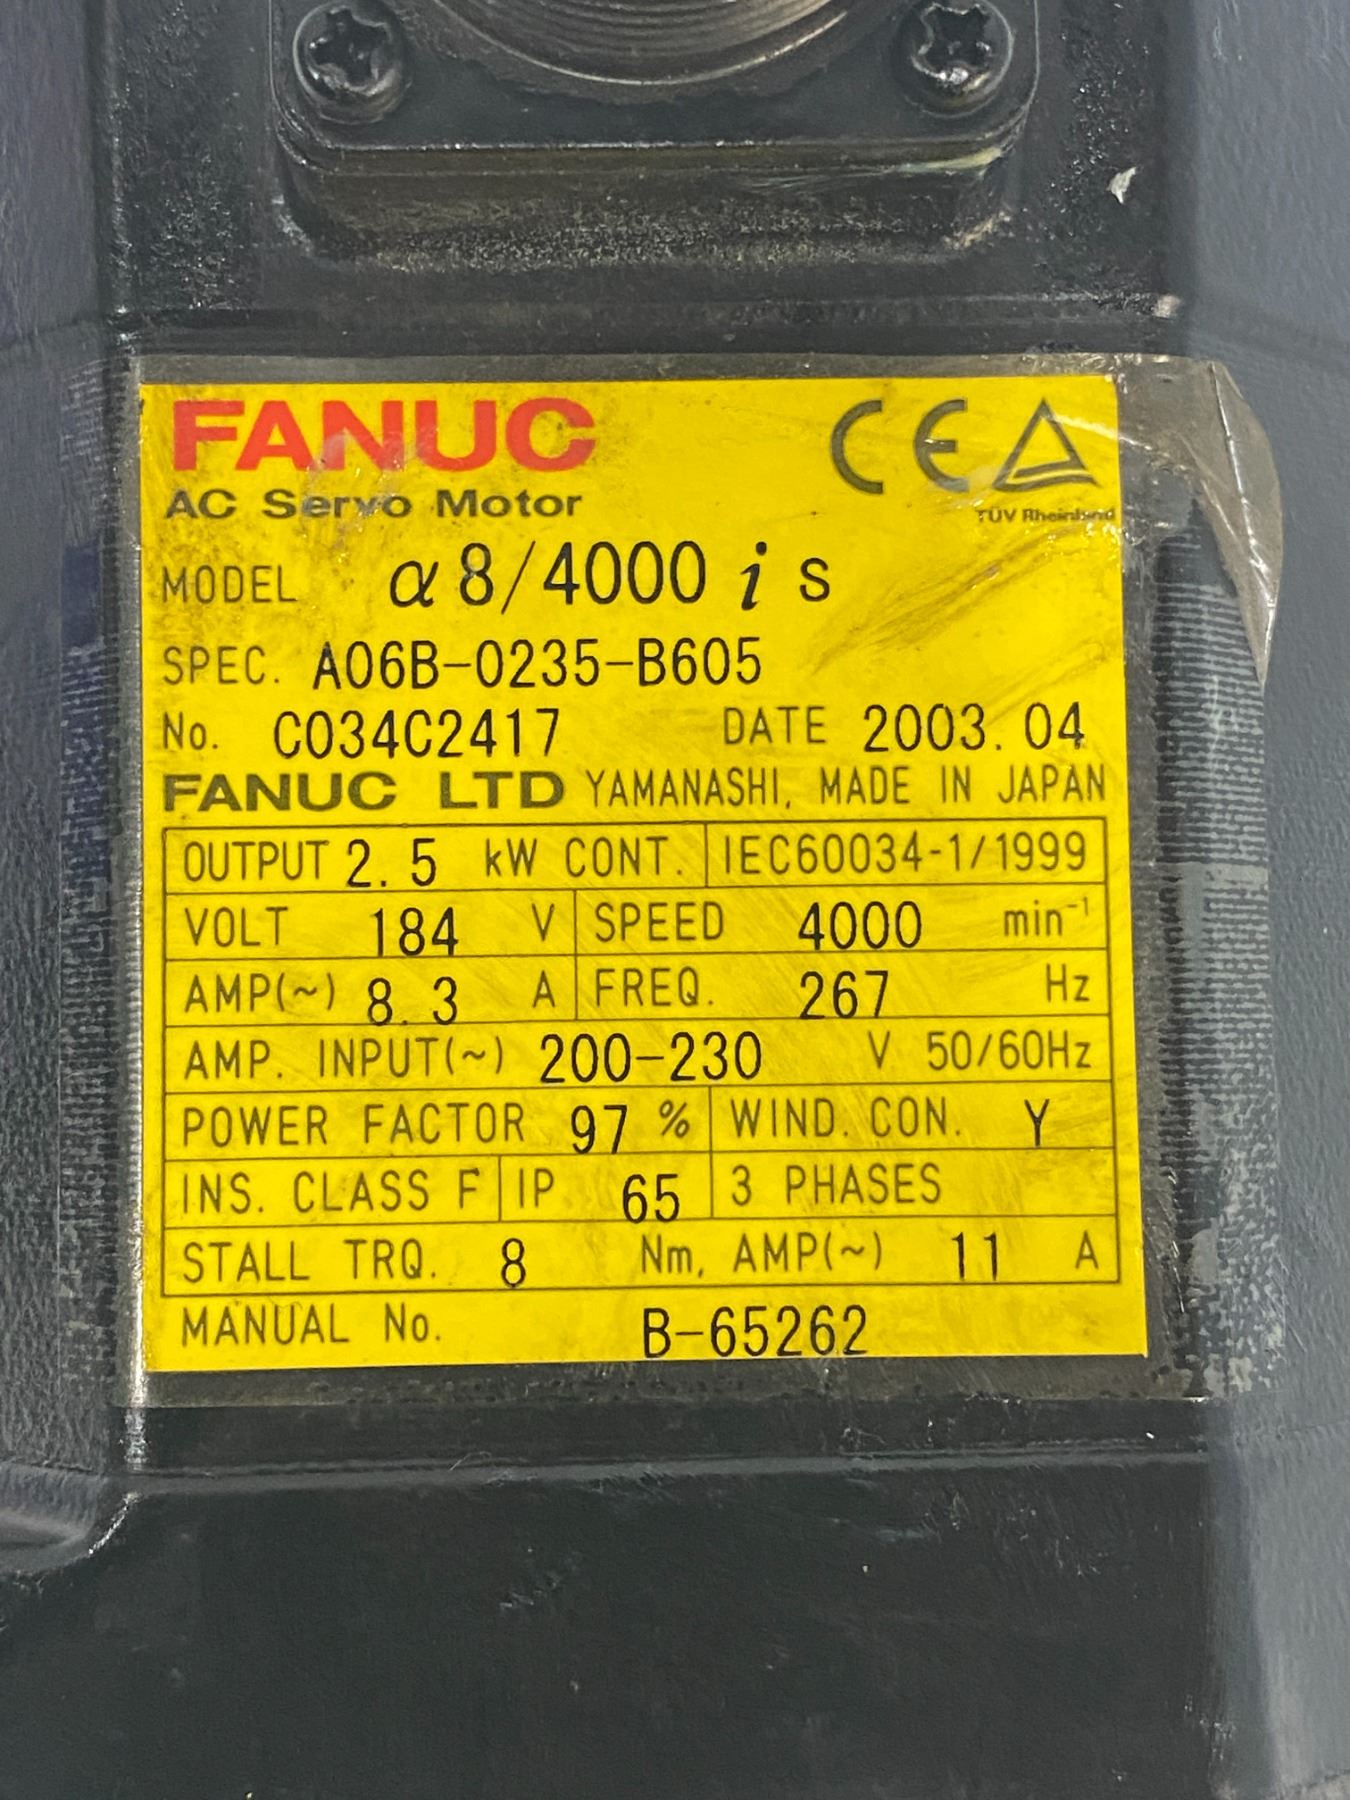 FANUC CE
AC Servo Motor TÜV Rheinland
MODEL α8/4000 i s
SPEC. A06B-0235-B605
No. C034C2417 DATE 2003.04
FANUC LTD YAMANASHI, MADE IN JAPAN
OUTPUT 2.5 kW CONT. IEC60034-1/1999
VOLT 184 V SPEED 4000 min⁻¹
AMP(~) 8.3 A FREQ. 267 Hz
AMP. INPUT(~) 200-230 V 50/60Hz
POWER FACTOR 97 % WIND. CON. Y
INS. CLASS F IP 65 3 PHASES
STALL TRQ. 8 Nm, AMP(~) 11 A
MANUAL No. B-65262